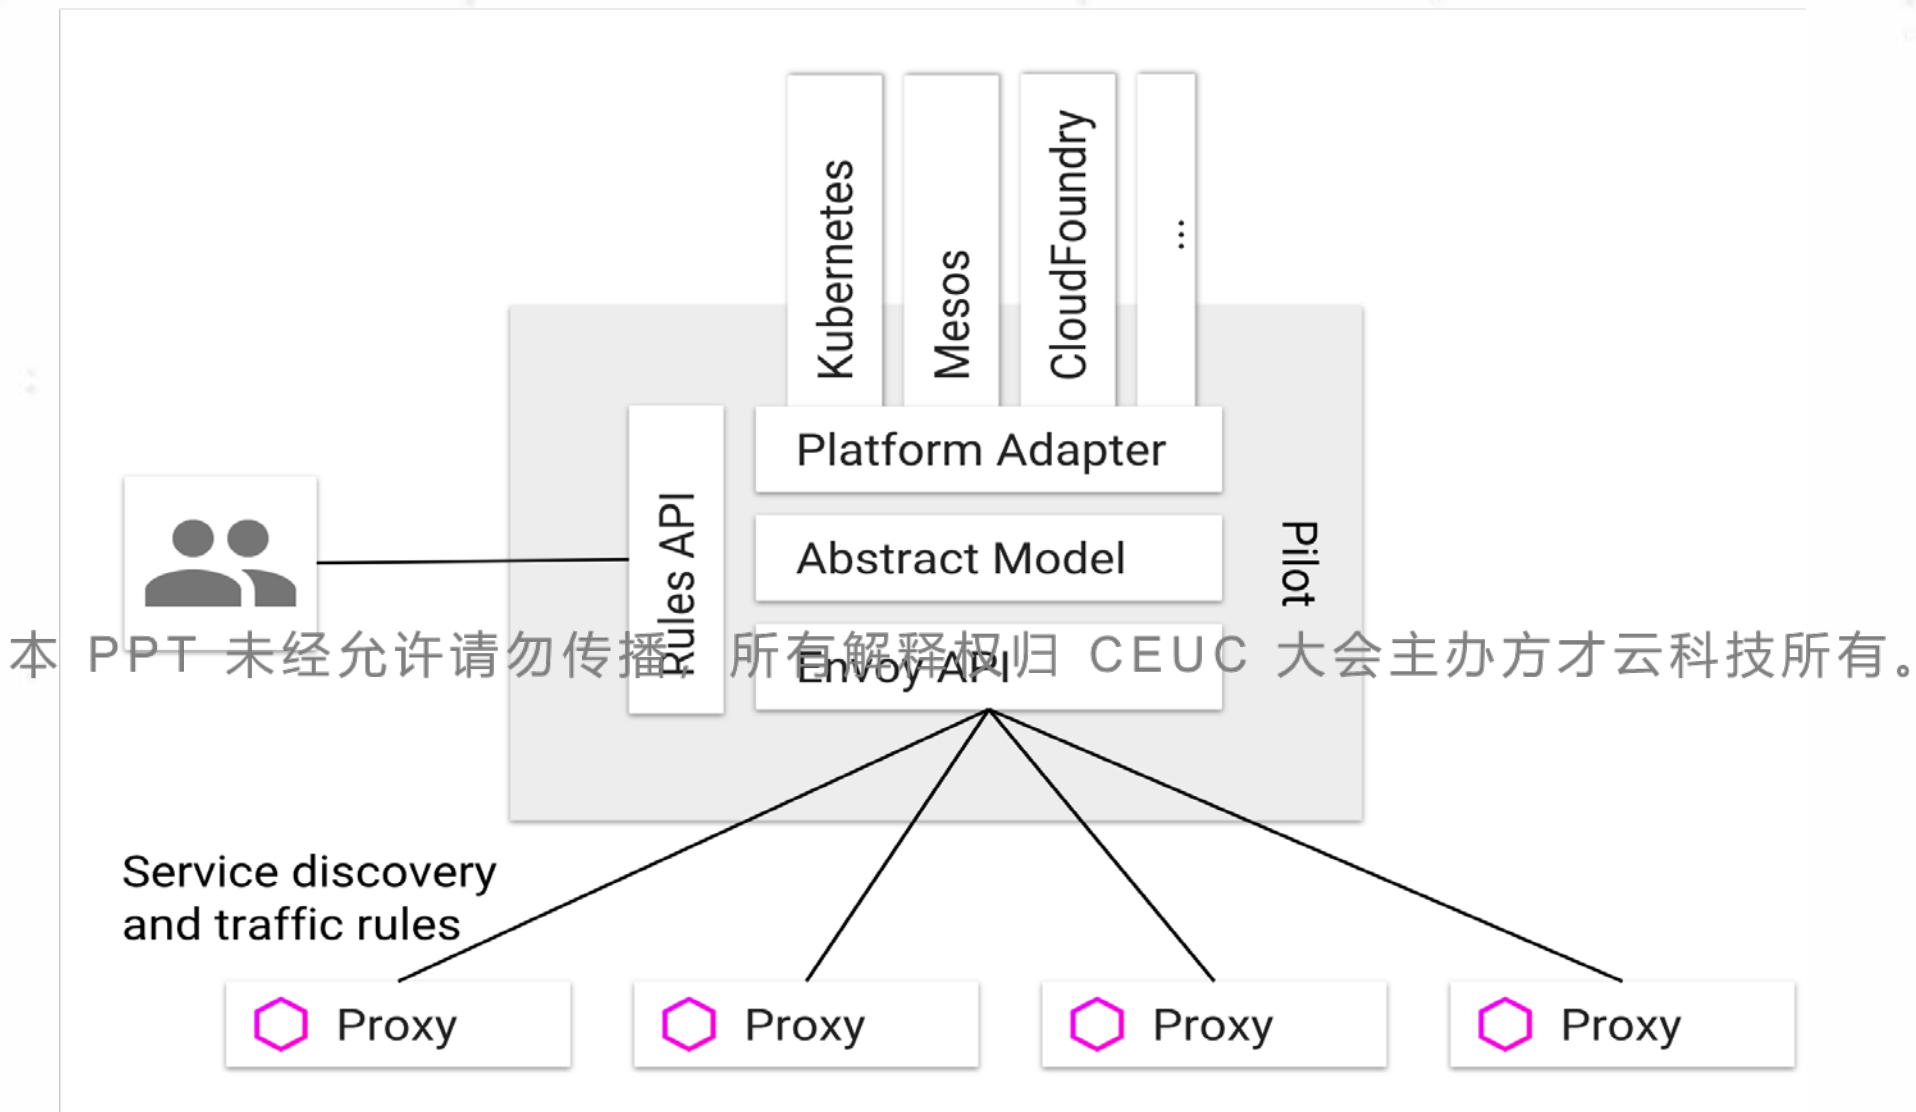 Kubernetes
Mesos
CloudFoundry
...
Platform Adapter
Rules API
Abstract Model
Pilot
Envoy API
本 PPT 未经允许请勿传播，所有解释权归 CEUC 大会主办方才云科技所有。
Service discovery
and traffic rules
Proxy
Proxy
Proxy
Proxy